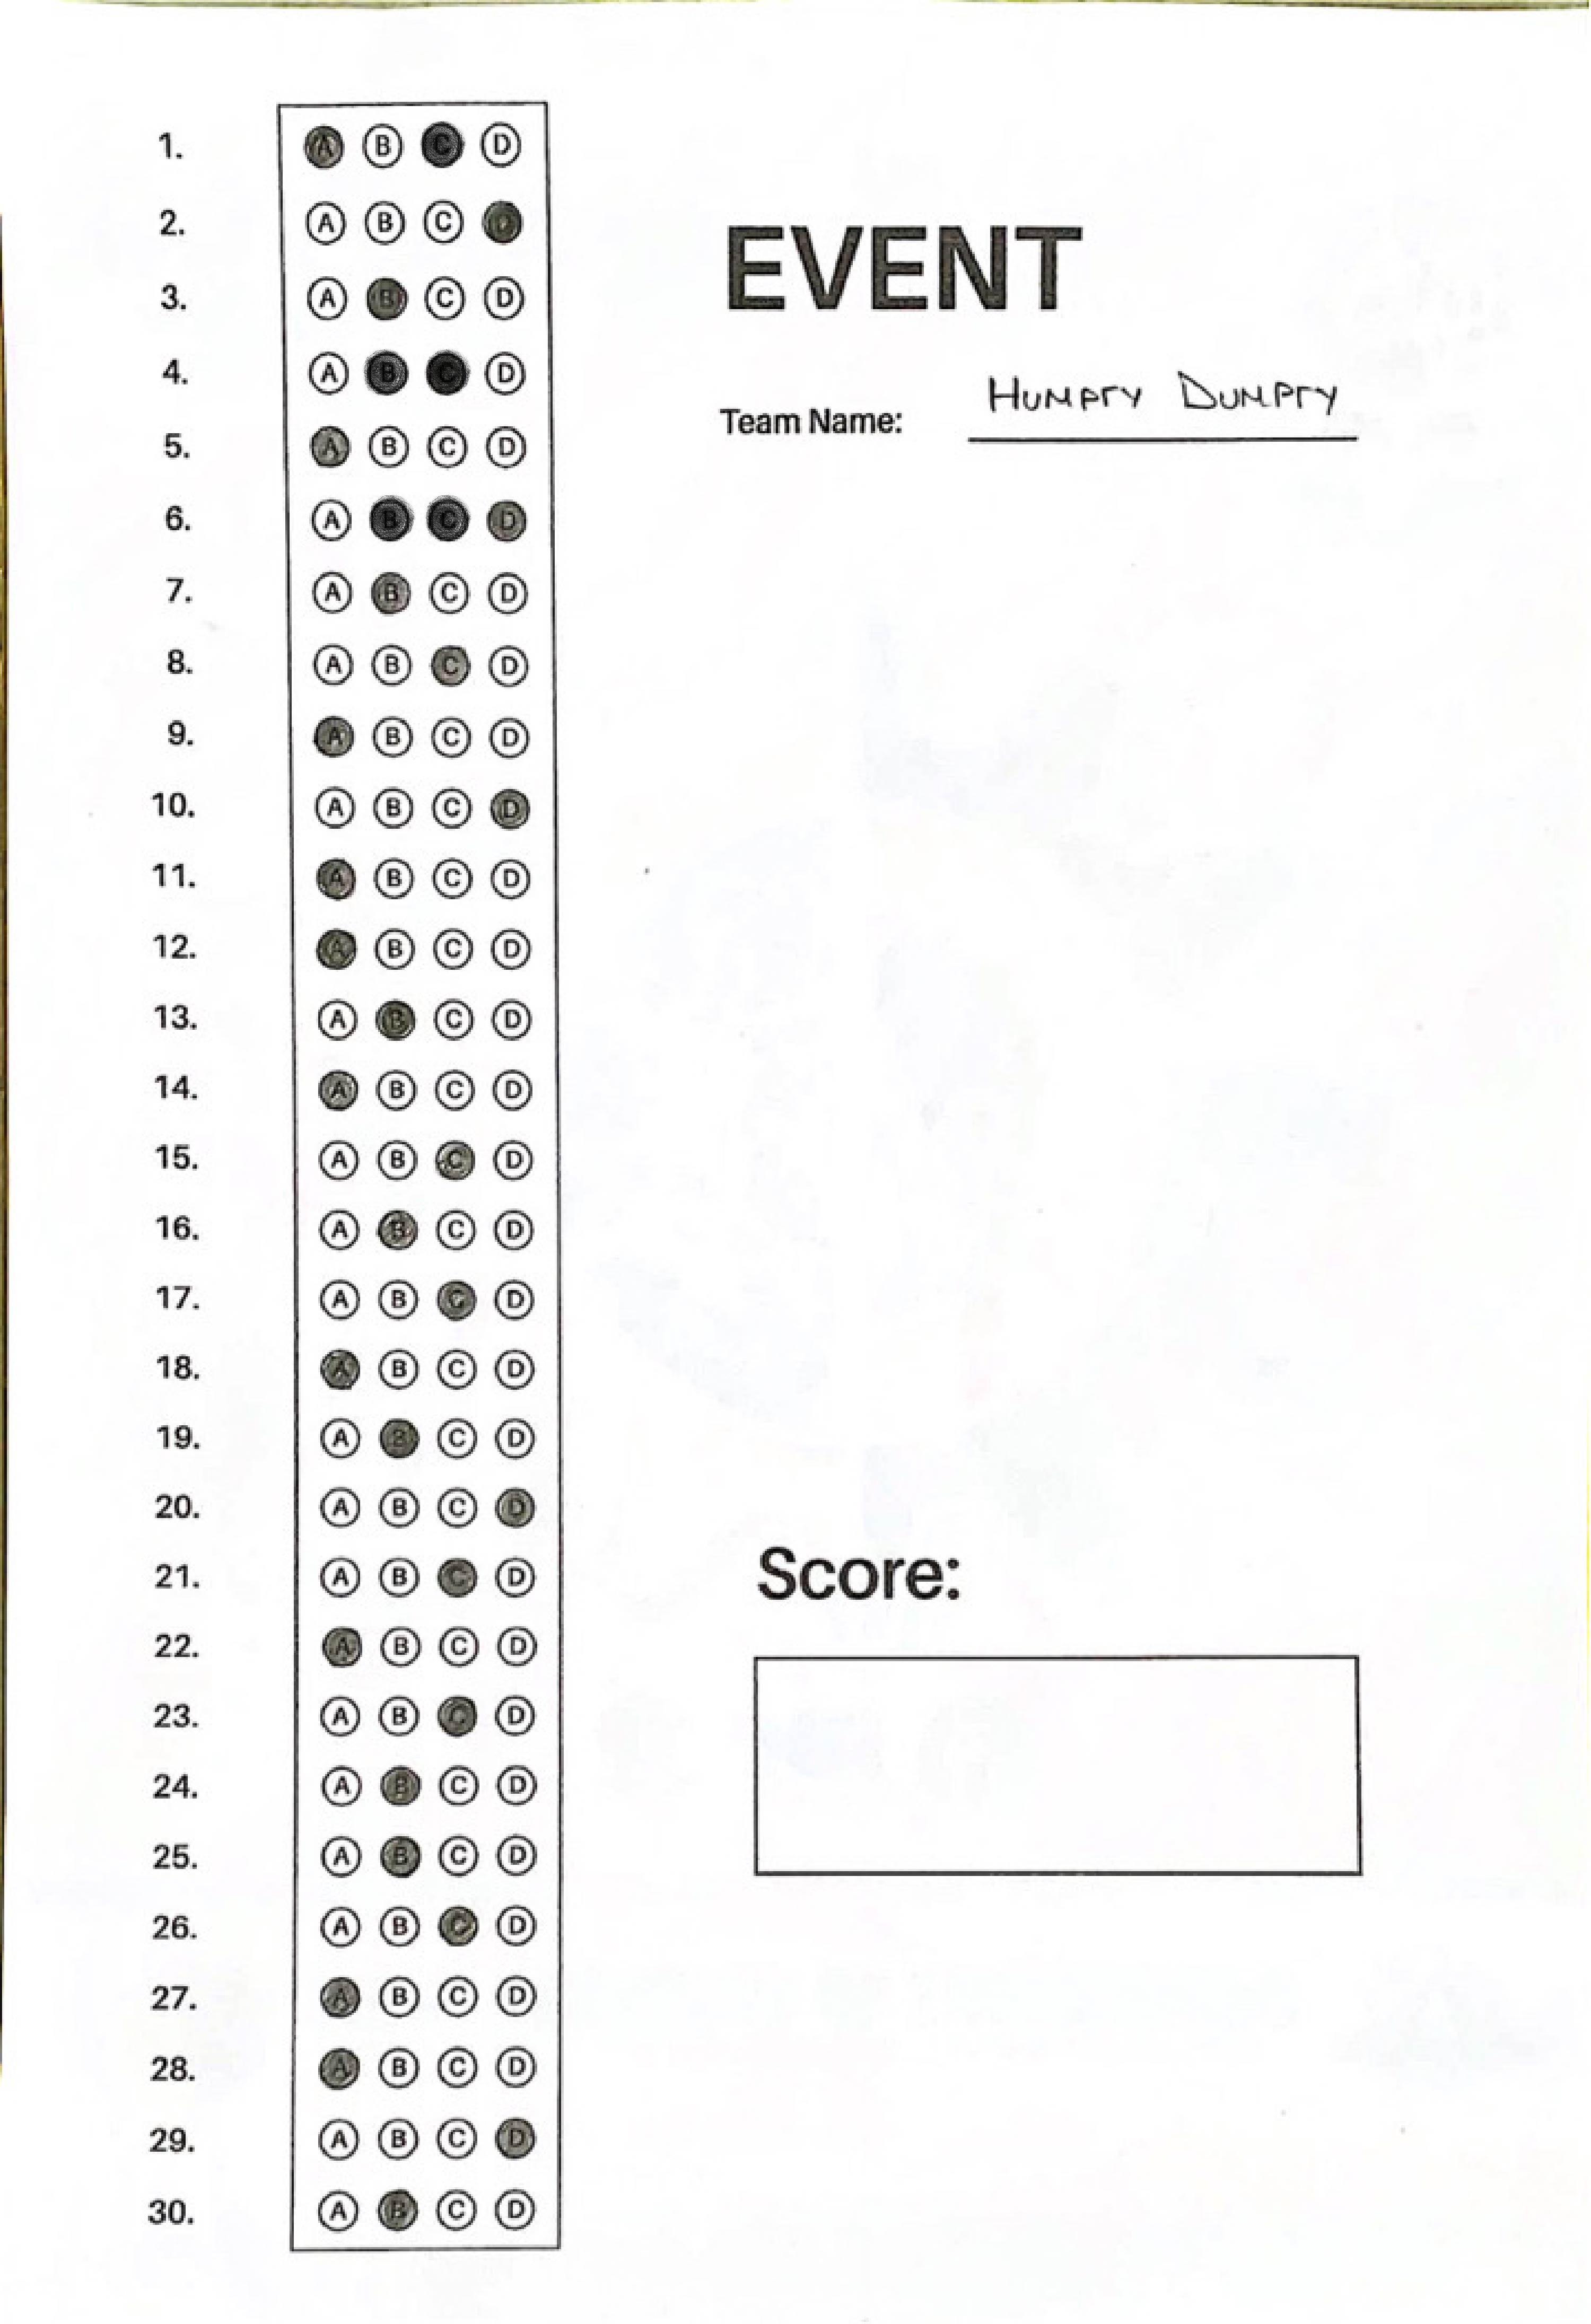 1. A B C D
2. A B C D
3. A B C D
4. A B C D
5. A B C D
6. A B C D
7. A B C D
8. A B C D
9. A B C D
10. A B C D
11. A B C D
12. A B C D
13. A B C D
14. A B C D
15. A B C D
16. A B C D
17. A B C D
18. A B C D
19. A B C D
20. A B C D
21. A B C D
22. A B C D
23. A B C D
24. A B C D
25. A B C D
26. A B C D
27. A B C D
28. A B C D
29. A B C D
30. A B C D
EVENT
Team Name: HUMPTY DUMPTY
Score: